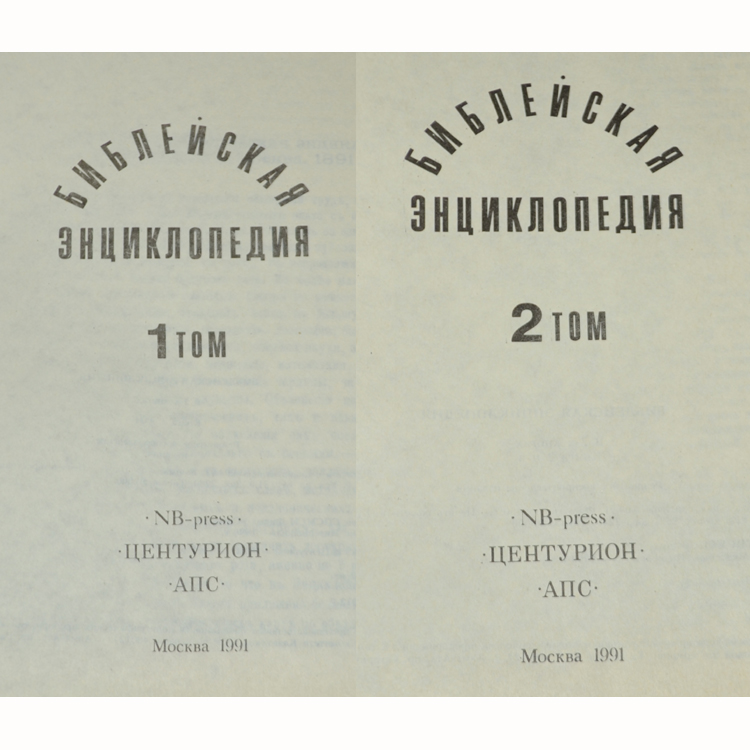 БИБЛЕЙСКАЯ
ЭНЦИКЛОПЕДИЯ
1 ТОМ
· NB-press ·
·ЦЕНТУРИОН·
·АПС·
Москва 1991
БИБЛЕЙСКАЯ
ЭНЦИКЛОПЕДИЯ
2 ТОМ
· NB-press ·
·ЦЕНТУРИОН·
·АПС·
Москва 1991